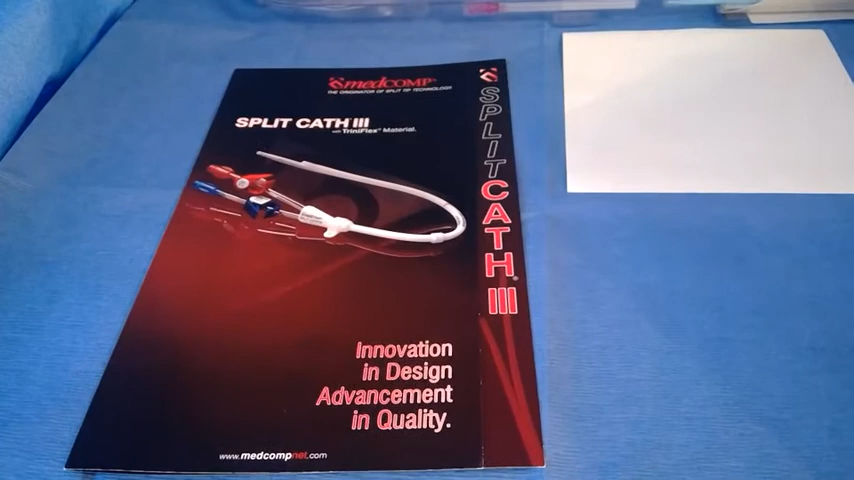 medCOMP®
THE ORIGINATOR OF SPLIT TIP TECHNOLOGY
SPLIT CATH® III
with TriniFlex® Material.
SPLIT CATH® III
Innovation
in Design
Advancement
in Quality.
www.medcompnet.com